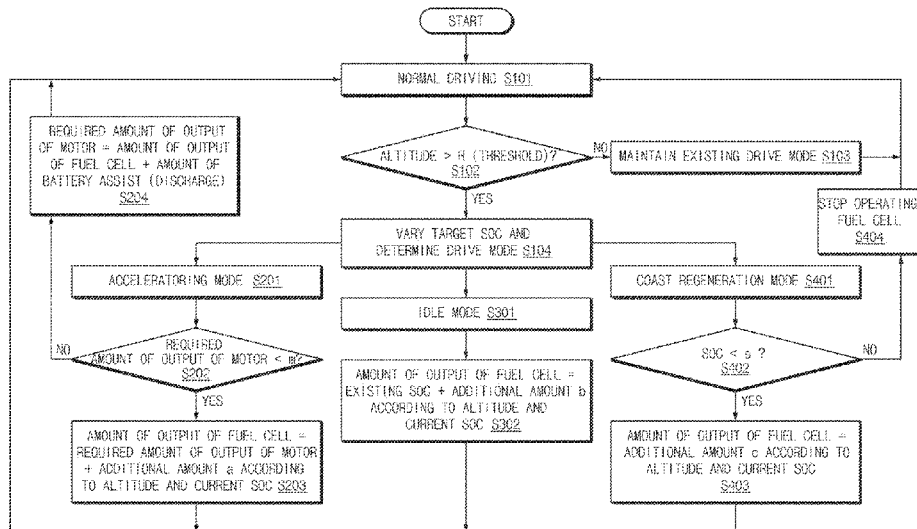 START
NORMAL DRIVING S101
REQUIRED AMOUNT OF OUTPUT
OF MOTOR = AMOUNT OF OUTPUT
OF FUEL CELL + AMOUNT OF
BATTERY ASSIST (DISCHARGE)
S204
ALTITUDE > H (THRESHOLD)?
S102
NO
MAINTAIN EXISTING DRIVE MODE S103
YES
STOP OPERATING
FUEL CELL
S404
VARY TARGET SOC AND
DETERMINE DRIVE MODE S104
ACCELERATORING MODE S201
IDLE MODE S301
COAST REGENERATION MODE S401
NO
REQUIRED
AMOUNT OF OUTPUT OF MOTOR < m?
S202
YES
SOC < s ?
S402
NO
YES
AMOUNT OF OUTPUT OF FUEL CELL =
EXISTING SOC + ADDITIONAL AMOUNT b
ACCORDING TO ALTITUDE AND
CURRENT SOC S302
AMOUNT OF OUTPUT OF FUEL CELL =
REQUIRED AMOUNT OF OUTPUT OF MOTOR
+ ADDITIONAL AMOUNT a ACCORDING
TO ALTITUDE AND CURRENT SOC S203
AMOUNT OF OUTPUT OF FUEL CELL =
ADDITIONAL AMOUNT c ACCORDING TO
ALTITUDE AND CURRENT SOC
S403